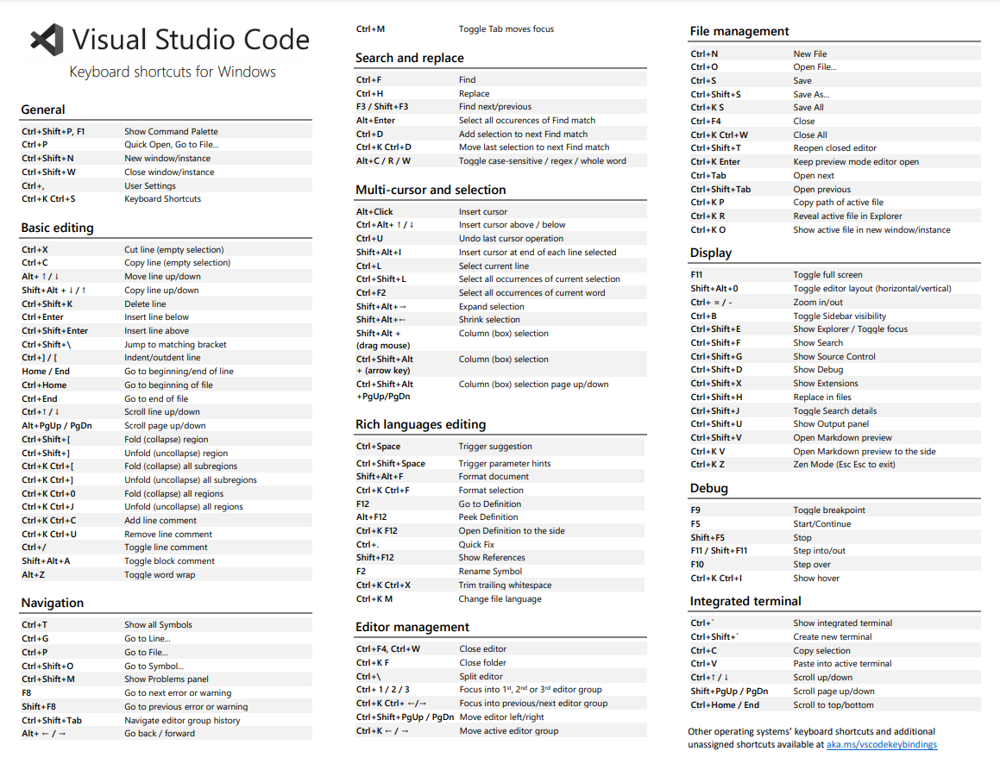 Visual Studio Code
Keyboard shortcuts for Windows
General
Ctrl+Shift+P, F1 Show Command Palette
Ctrl+P Quick Open, Go to File…
Ctrl+Shift+N New window/instance
Ctrl+Shift+W Close window/instance
Ctrl+, User Settings
Ctrl+K Ctrl+S Keyboard Shortcuts
Basic editing
Ctrl+X Cut line (empty selection)
Ctrl+C Copy line (empty selection)
Alt+ ↑ / ↓ Move line up/down
Shift+Alt + ↓ / ↑ Copy line up/down
Ctrl+Shift+K Delete line
Ctrl+Enter Insert line below
Ctrl+Shift+Enter Insert line above
Ctrl+Shift+\ Jump to matching bracket
Ctrl+] / [ Indent/outdent line
Home / End Go to beginning/end of line
Ctrl+Home Go to beginning of file
Ctrl+End Go to end of file
Ctrl+↑ / ↓ Scroll line up/down
Alt+PgUp / PgDn Scroll page up/down
Ctrl+Shift+[ Fold (collapse) region
Ctrl+Shift+] Unfold (uncollapse) region
Ctrl+K Ctrl+[ Fold (collapse) all subregions
Ctrl+K Ctrl+] Unfold (uncollapse) all subregions
Ctrl+K Ctrl+0 Fold (collapse) all regions
Ctrl+K Ctrl+J Unfold (uncollapse) all regions
Ctrl+K Ctrl+C Add line comment
Ctrl+K Ctrl+U Remove line comment
Ctrl+/ Toggle line comment
Shift+Alt+A Toggle block comment
Alt+Z Toggle word wrap
Navigation
Ctrl+T Show all Symbols
Ctrl+G Go to Line...
Ctrl+P Go to File...
Ctrl+Shift+O Go to Symbol...
Ctrl+Shift+M Show Problems panel
F8 Go to next error or warning
Shift+F8 Go to previous error or warning
Ctrl+Shift+Tab Navigate editor group history
Alt+ ← / → Go back / forward
Ctrl+M Toggle Tab moves focus
Search and replace
Ctrl+F Find
Ctrl+H Replace
F3 / Shift+F3 Find next/previous
Alt+Enter Select all occurences of Find match
Ctrl+D Add selection to next Find match
Ctrl+K Ctrl+D Move last selection to next Find match
Alt+C / R / W Toggle case-sensitive / regex / whole word
Multi-cursor and selection
Alt+Click Insert cursor
Ctrl+Alt+ ↑ / ↓ Insert cursor above / below
Ctrl+U Undo last cursor operation
Shift+Alt+I Insert cursor at end of each line selected
Ctrl+L Select current line
Ctrl+Shift+L Select all occurrences of current selection
Ctrl+F2 Select all occurrences of current word
Shift+Alt+→ Expand selection
Shift+Alt+← Shrink selection
Shift+Alt + Column (box) selection
(drag mouse)
Ctrl+Shift+Alt Column (box) selection
+ (arrow key)
Ctrl+Shift+Alt Column (box) selection page up/down
+PgUp/PgDn
Rich languages editing
Ctrl+Space Trigger suggestion
Ctrl+Shift+Space Trigger parameter hints
Shift+Alt+F Format document
Ctrl+K Ctrl+F Format selection
F12 Go to Definition
Alt+F12 Peek Definition
Ctrl+K F12 Open Definition to the side
Ctrl+. Quick Fix
Shift+F12 Show References
F2 Rename Symbol
Ctrl+K Ctrl+X Trim trailing whitespace
Ctrl+K M Change file language
Editor management
Ctrl+F4, Ctrl+W Close editor
Ctrl+K F Close folder
Ctrl+\ Split editor
Ctrl+ 1 / 2 / 3 Focus into 1st, 2nd or 3rd editor group
Ctrl+K Ctrl+ ←/→ Focus into previous/next editor group
Ctrl+Shift+PgUp / PgDn Move editor left/right
Ctrl+K ← / → Move active editor group
File management
Ctrl+N New File
Ctrl+O Open File...
Ctrl+S Save
Ctrl+Shift+S Save As...
Ctrl+K S Save All
Ctrl+F4 Close
Ctrl+K Ctrl+W Close All
Ctrl+Shift+T Reopen closed editor
Ctrl+K Enter Keep preview mode editor open
Ctrl+Tab Open next
Ctrl+Shift+Tab Open previous
Ctrl+K P Copy path of active file
Ctrl+K R Reveal active file in Explorer
Ctrl+K O Show active file in new window/instance
Display
F11 Toggle full screen
Shift+Alt+0 Toggle editor layout (horizontal/vertical)
Ctrl+ = / - Zoom in/out
Ctrl+B Toggle Sidebar visibility
Ctrl+Shift+E Show Explorer / Toggle focus
Ctrl+Shift+F Show Search
Ctrl+Shift+G Show Source Control
Ctrl+Shift+D Show Debug
Ctrl+Shift+X Show Extensions
Ctrl+Shift+H Replace in files
Ctrl+Shift+J Toggle Search details
Ctrl+Shift+U Show Output panel
Ctrl+Shift+V Open Markdown preview
Ctrl+K V Open Markdown preview to the side
Ctrl+K Z Zen Mode (Esc Esc to exit)
Debug
F9 Toggle breakpoint
F5 Start/Continue
Shift+F5 Stop
F11 / Shift+F11 Step into/out
F10 Step over
Ctrl+K Ctrl+I Show hover
Integrated terminal
Ctrl+` Show integrated terminal
Ctrl+Shift+` Create new terminal
Ctrl+C Copy selection
Ctrl+V Paste into active terminal
Ctrl+↑ / ↓ Scroll up/down
Shift+PgUp / PgDn Scroll page up/down
Ctrl+Home / End Scroll to top/bottom
Other operating systems' keyboard shortcuts and additional
unassigned shortcuts available at aka.ms/vscodekeybindings